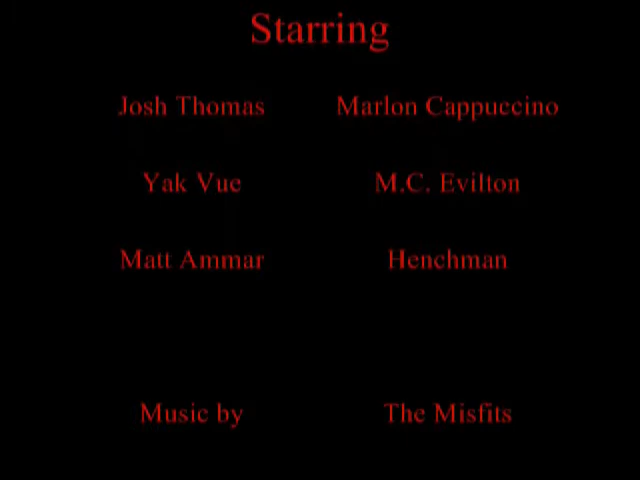 Starring
Josh Thomas Marlon Cappuccino
Yak Vue M.C. Evilton
Matt Ammar Henchman
Music by The Misfits